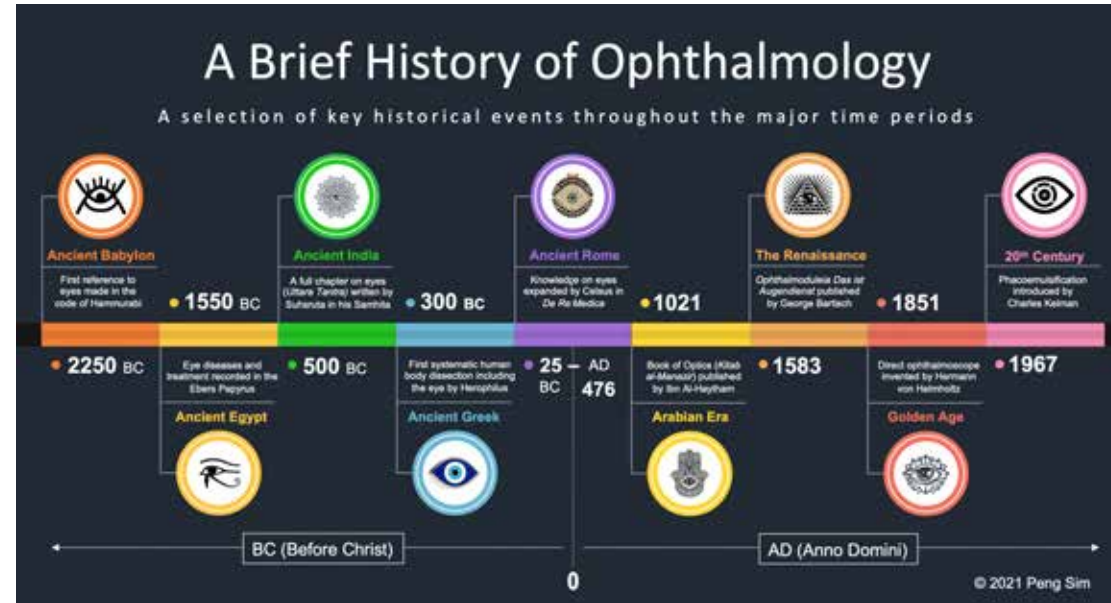 A Brief History of Ophthalmology
A selection of key historical events throughout the major time periods
Ancient Babylon
First reference to
eyes made in the
code of Hammurabi
2250 BC
1550 BC
Eye diseases and
treatment recorded in the
Ebers Papyrus
Ancient Egypt
Ancient India
A full chapter on eyes
(Uttare Tantra) written by
in his Samhita
500 BC
300 BC
First systematic human
body dissection including
the eye by Herophilus
Ancient Greek
Ancient Rome
Knowledge on eyes
expanded by Celsus in
De Re Medica
25 – AD
BC 476
1021
Book of Optics (Kitab
published
by Ibn Al-Haytham
Arabian Era
The Renaissance
Das ist
published
by George Bartisch
1583
1851
Direct ophthalmoscope
invented by Hermann
von Helmholtz
Golden Age
20th Century
Phacoemulsification
introduced by
Charles Kelman
1967
BC (Before Christ)
AD (Anno Domini)
0
© 2021 Peng Sim